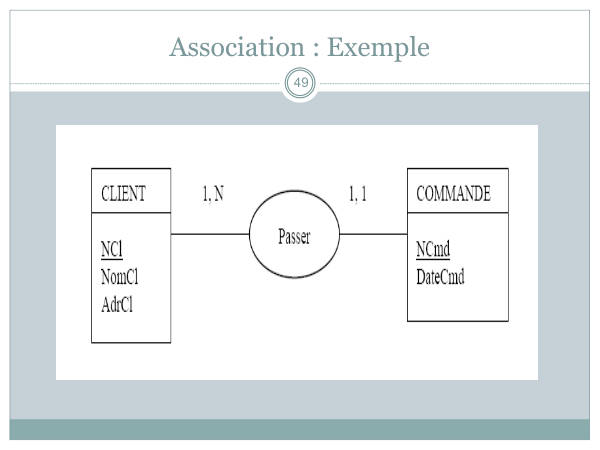 Association : Exemple
49
CLIENT
1, N
1, 1
COMMANDE
Passer
NCl
NomCl
AdrCl
NCmd
DateCmd